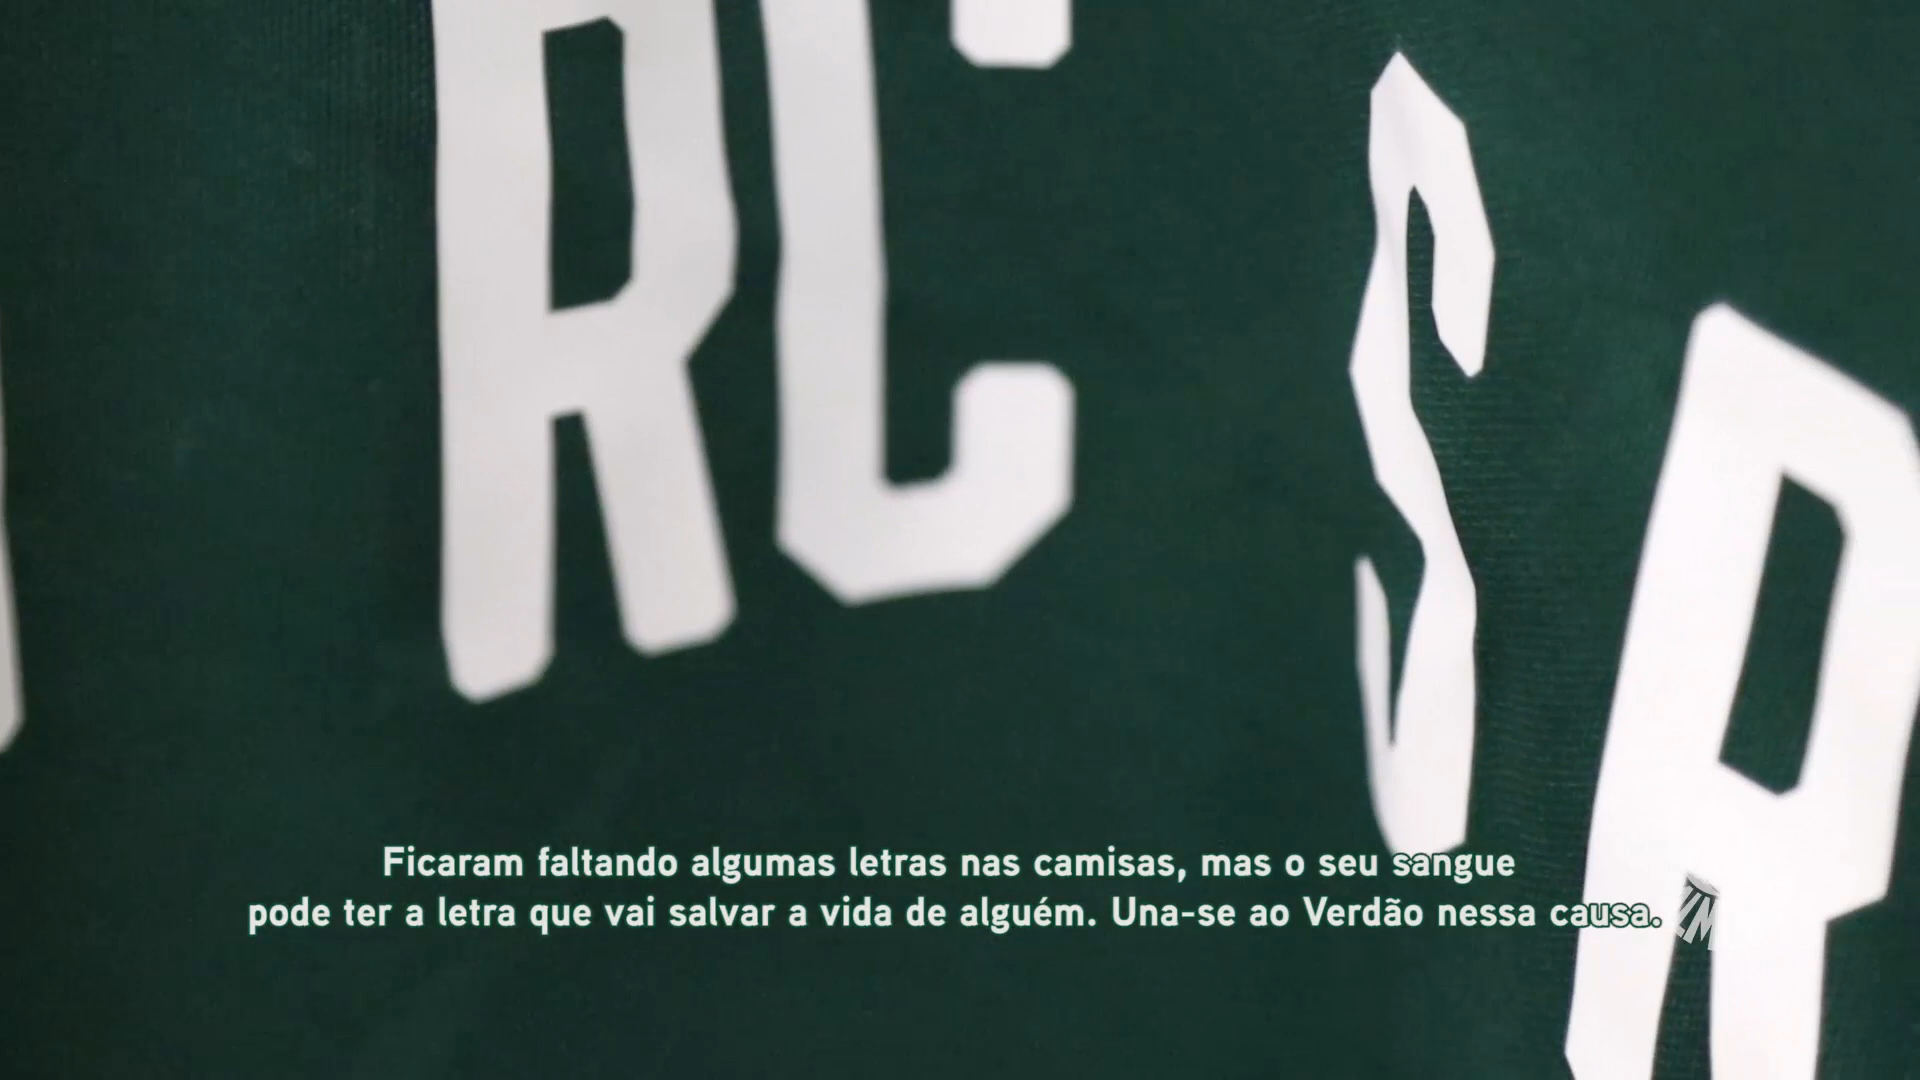 RC S R
Ficaram faltando algumas letras nas camisas, mas o seu sangue
pode ter a letra que vai salvar a vida de alguém. Una-se ao Verdão nessa causa.